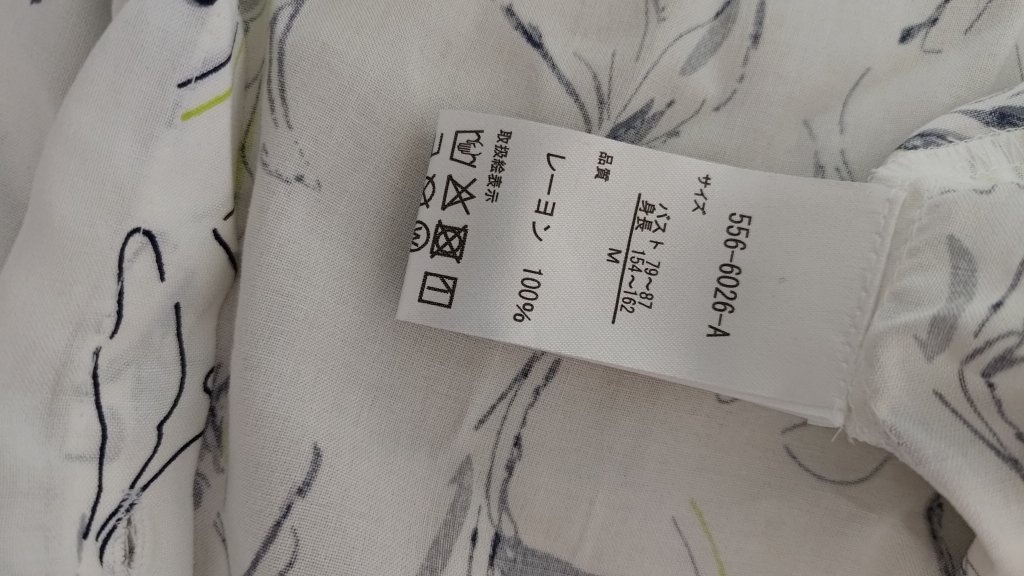 556-6026-A
サイズ
バスト 79~87
身長 154~162
M
品質
レーヨン 100%
取扱絵表示